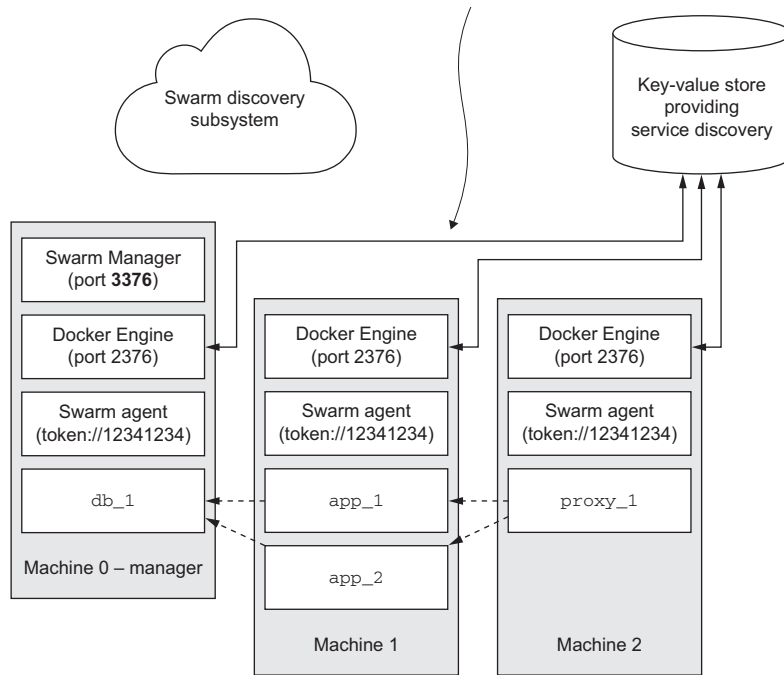 Swarm discovery
subsystem
Key-value store
providing
service discovery
Swarm Manager
(port 3376)
Docker Engine
(port 2376)
Swarm agent
(token://12341234)
db_1
Machine 0 – manager
Docker Engine
(port 2376)
Swarm agent
(token://12341234)
app_1
app_2
Machine 1
Docker Engine
(port 2376)
Swarm agent
(token://12341234)
proxy_1
Machine 2